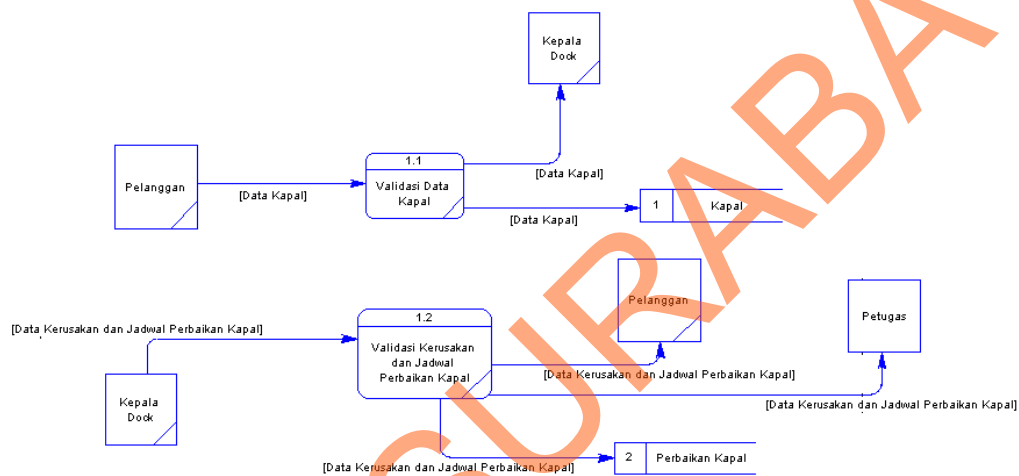 Kepala
Dock
Pelanggan
[Data Kapal]
1.1
Validasi Data
Kapal
[Data Kapal]
[Data Kapal]
1 Kapal
[Data Kerusakan dan Jadwal Perbaikan Kapal]
Kepala
Dock
1.2
Validasi Kerusakan
dan Jadwal
Perbaikan Kapal
Pelanggan
[Data Kerusakan dan Jadwal Perbaikan Kapal]
Petugas
[Data Kerusakan dan Jadwal Perbaikan Kapal]
[Data Kerusakan dan Jadwal Perbaikan Kapal]
2 Perbaikan Kapal
SURABA